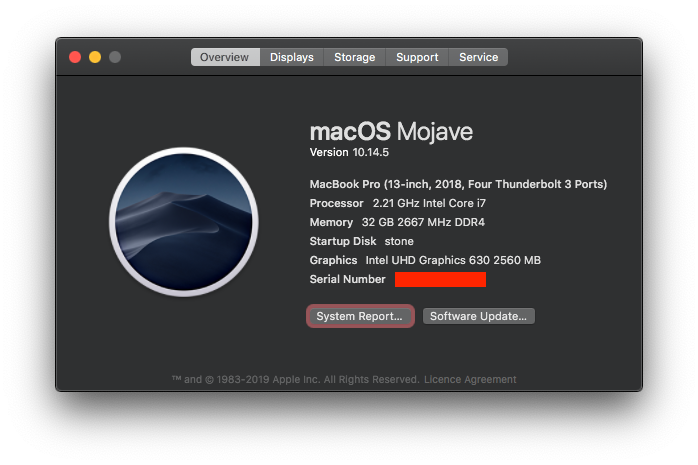 Overview Displays Storage Support Service
macOS Mojave
Version 10.14.5
MacBook Pro (13-inch, 2018, Four Thunderbolt 3 Ports)
Processor 2.21 GHz Intel Core i7
Memory 32 GB 2667 MHz DDR4
Startup Disk stone
Graphics Intel UHD Graphics 630 2560 MB
Serial Number
System Report... Software Update...
™ and © 1983-2019 Apple Inc. All Rights Reserved. Licence Agreement